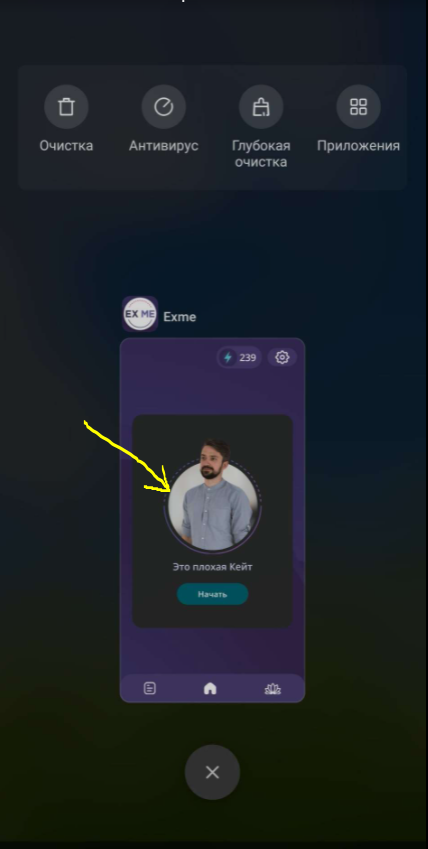 Очистка
Антивирус
Глубокая
очистка
Приложения
EX ME
Exme
239
Это плохая Кейт
Начать